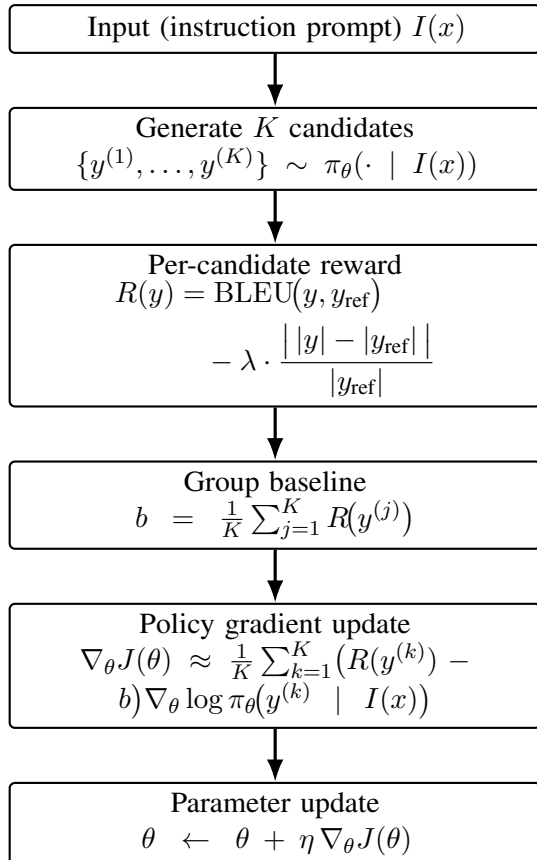 Input (instruction prompt) I(x)
Generate K candidates
{y^{(1)}, . . . , y^{(K)}} ∼ π_θ(· | I(x))
Per-candidate reward
R(y) = BLEU(y, y_ref)
− λ · | |y| − |y_ref| | / |y_ref|
Group baseline
b = 1/K ∑_{j=1}^{K} R(y^{(j)})
Policy gradient update
∇_θ J(θ) ≈ 1/K ∑_{k=1}^{K} (R(y^{(k)}) −
b)∇_θ log π_θ(y^{(k)} | I(x))
Parameter update
θ ← θ + η ∇_θ J(θ)